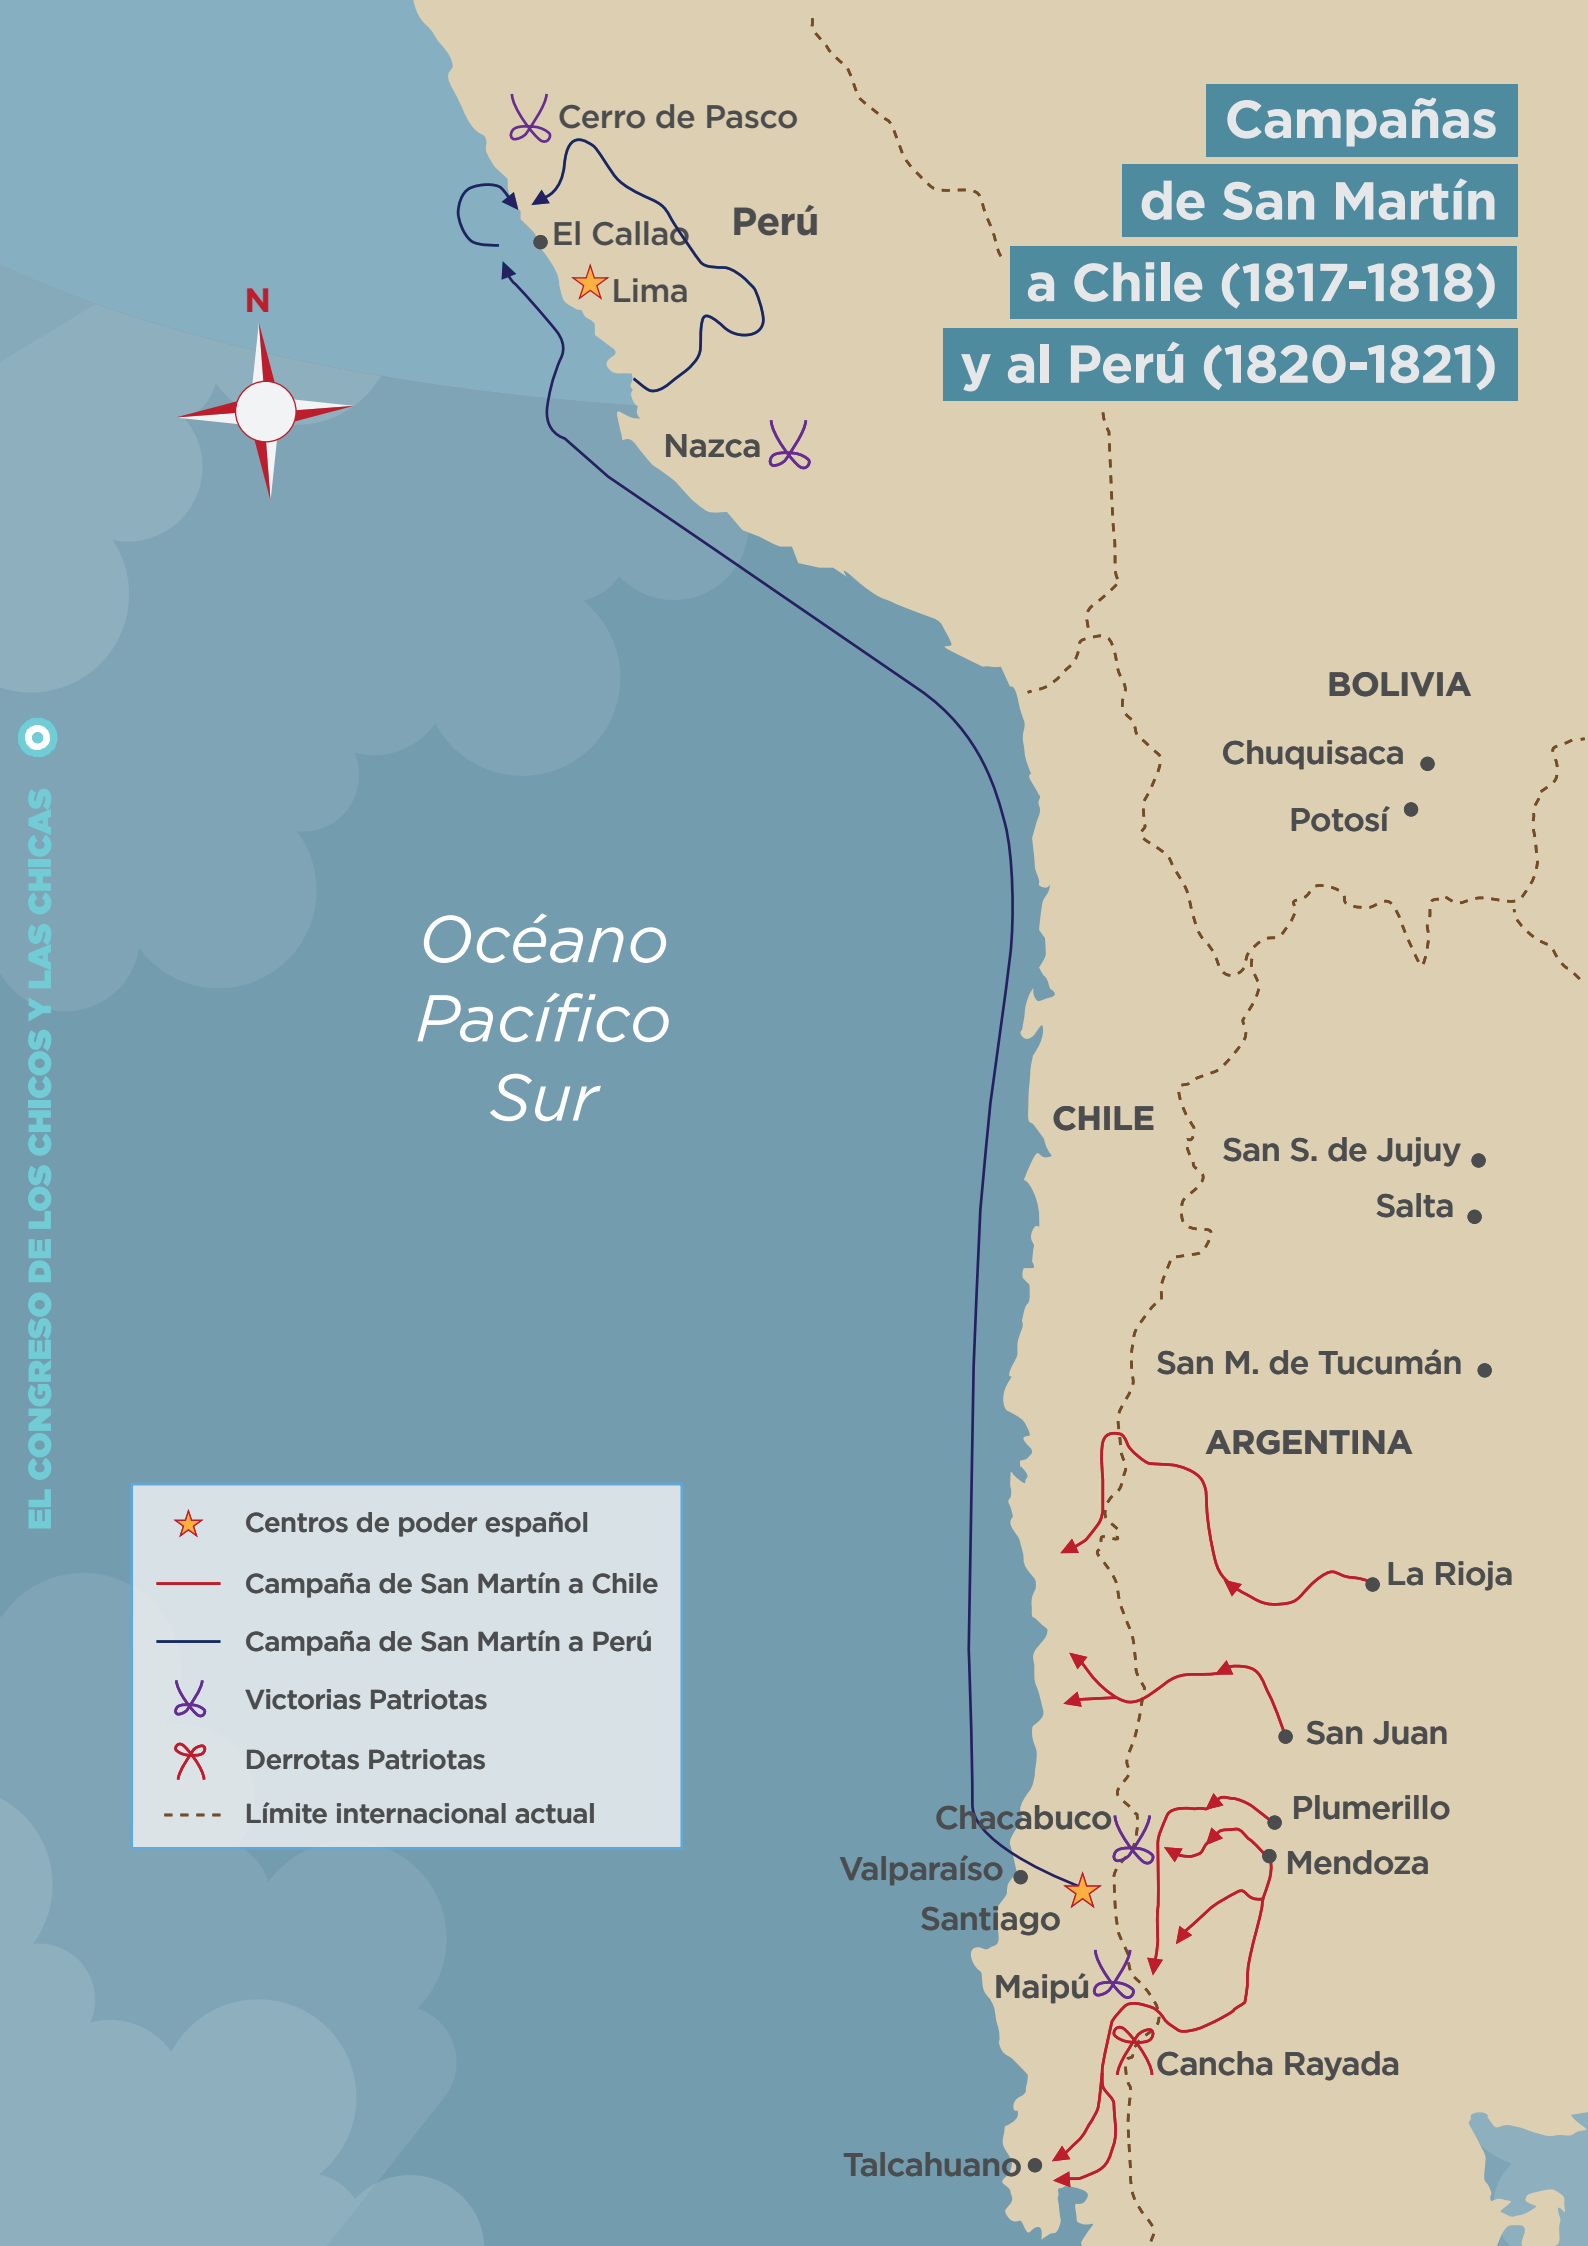 Campañas
de San Martín
a Chile (1817-1818)
y al Perú (1820-1821)
Cerro de Pasco
Perú
El Callao
Lima
N
Nazca
BOLIVIA
Chuquisaca
Potosí
Océano
Pacífico
Sur
CHILE
San S. de Jujuy
Salta
San M. de Tucumán
ARGENTINA
La Rioja
San Juan
Plumerillo
Chacabuco
Mendoza
Valparaíso
Santiago
Maipú
Cancha Rayada
Talcahuano
Centros de poder español
Campaña de San Martín a Chile
Campaña de San Martín a Perú
Victorias Patriotas
Derrotas Patriotas
Límite internacional actual
EL CONGRESO DE LOS CHICOS Y LAS CHICAS